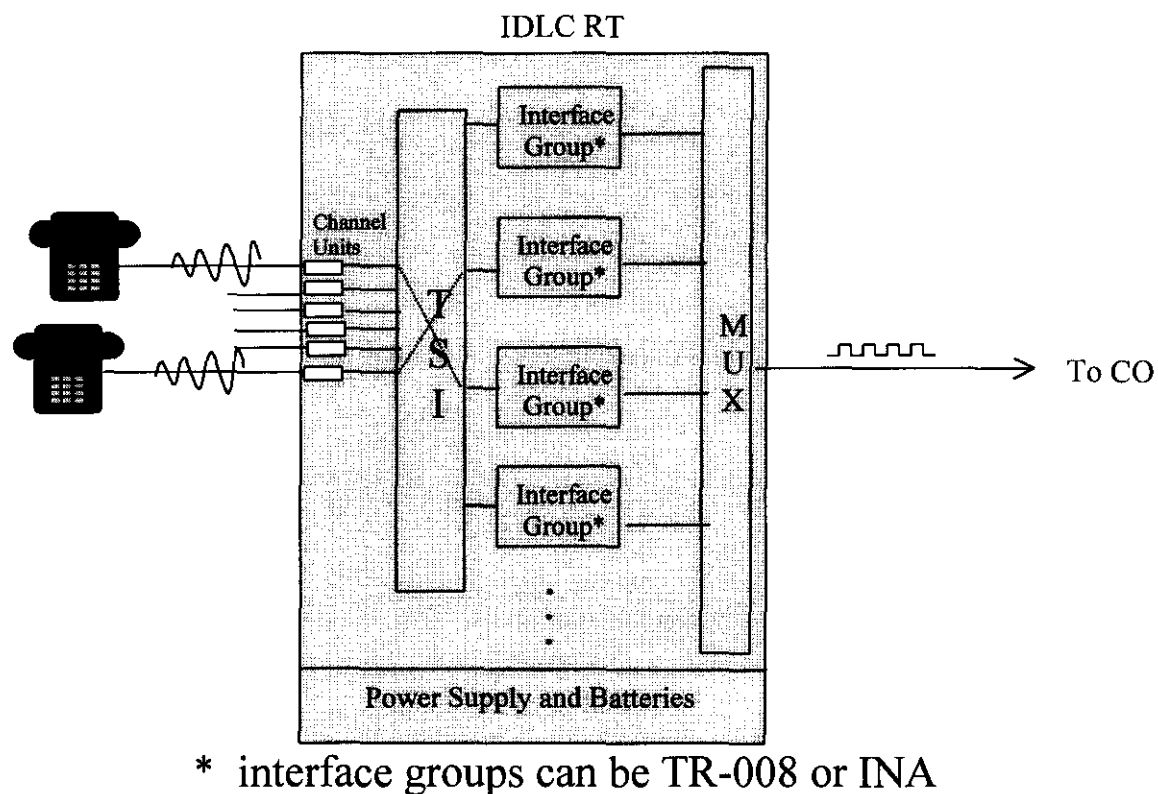 IDLC RT
Interface
Group*
Channel
Units
Interface
Group*
T
S
I
M
U
X
To CO
Interface
Group*
Interface
Group*
Power Supply and Batteries
* interface groups can be TR-008 or INA